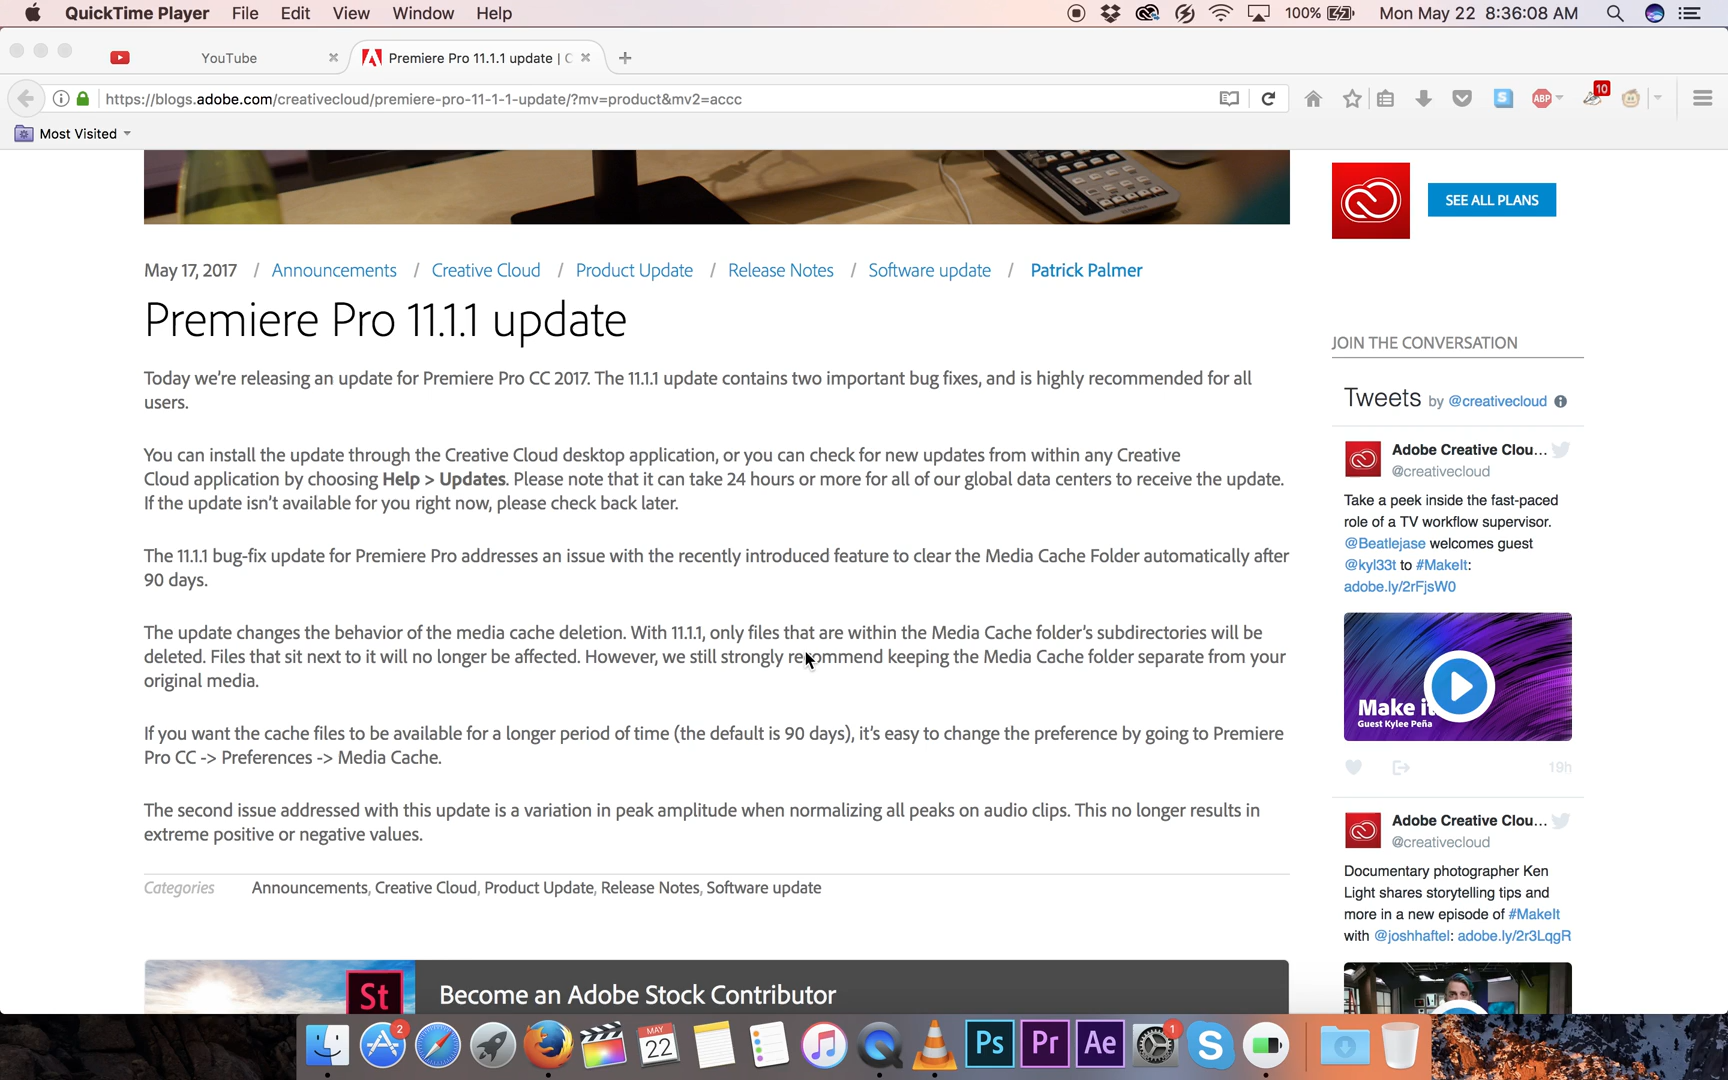 QuickTime Player File Edit View Window Help 100% Mon May 22 8:36:08 AM
YouTube Premiere Pro 11.1.1 update | C
https://blogs.adobe.com/creativecloud/premiere-pro-11-1-1-update/?mv=product&mv2=accc ABP 10
Most Visited
SEE ALL PLANS
May 17, 2017 / Announcements / Creative Cloud / Product Update / Release Notes / Software update / Patrick Palmer
Premiere Pro 11.1.1 update
Today we're releasing an update for Premiere Pro CC 2017. The 11.1.1 update contains two important bug fixes, and is highly recommended for all
users.
You can install the update through the Creative Cloud desktop application, or you can check for new updates from within any Creative
Cloud application by choosing Help > Updates. Please note that it can take 24 hours or more for all of our global data centers to receive the update.
If the update isn't available for you right now, please check back later.
The 11.1.1 bug-fix update for Premiere Pro addresses an issue with the recently introduced feature to clear the Media Cache Folder automatically after
90 days.
The update changes the behavior of the media cache deletion. With 11.1.1, only files that are within the Media Cache folder's subdirectories will be
deleted. Files that sit next to it will no longer be affected. However, we still strongly recommend keeping the Media Cache folder separate from your
original media.
If you want the cache files to be available for a longer period of time (the default is 90 days), it's easy to change the preference by going to Premiere
Pro CC -> Preferences -> Media Cache.
The second issue addressed with this update is a variation in peak amplitude when normalizing all peaks on audio clips. This no longer results in
extreme positive or negative values.
Categories Announcements, Creative Cloud, Product Update, Release Notes, Software update
St Become an Adobe Stock Contributor
JOIN THE CONVERSATION
Tweets by @creativecloud
Adobe Creative Clou...
@creativecloud
Take a peek inside the fast-paced
role of a TV workflow supervisor.
@Beatlejase welcomes guest
@kyl33t to #MakeIt:
adobe.ly/2rFjsW0
Make it
Guest Kylee Peña
19h
Adobe Creative Clou...
@creativecloud
Documentary photographer Ken
Light shares storytelling tips and
more in a new episode of #MakeIt
with @joshhaftel: adobe.ly/2r3LqgR
2 MAY 22 Ps Pr Ae 1